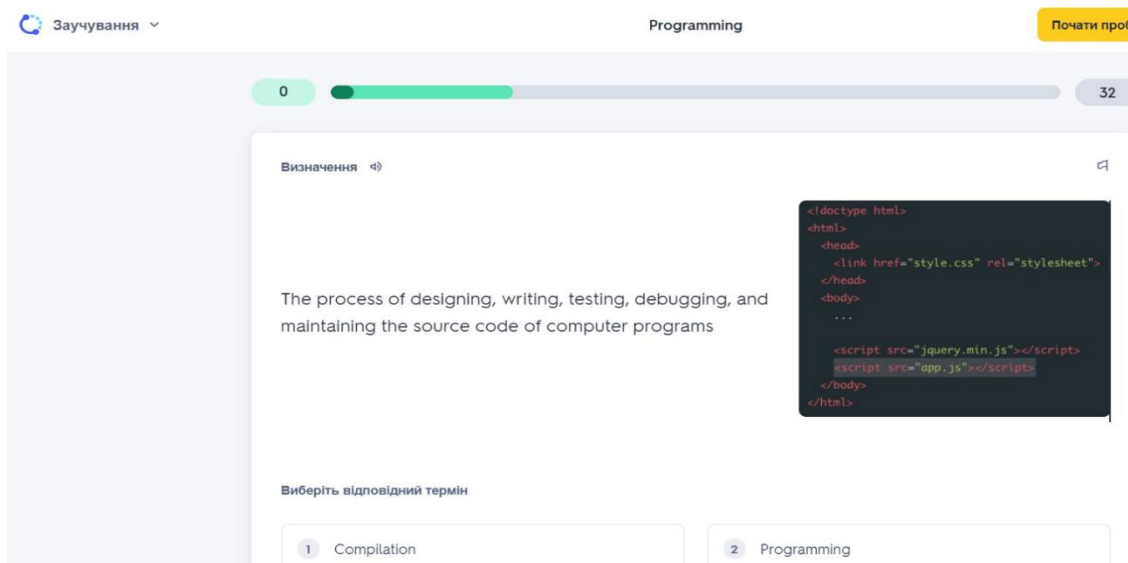 Заучування
Programming
Почати проб
0
32
Визначення
<!doctype html>
<html>
<head>
<link href="style.css" rel="stylesheet">
</head>
<body>
...
<script src="jquery.min.js"></script>
<script src="app.js"></script>
</body>
</html>
The process of designing, writing, testing, debugging, and
maintaining the source code of computer programs
Виберіть відповідний термін
1 Compilation
2 Programming